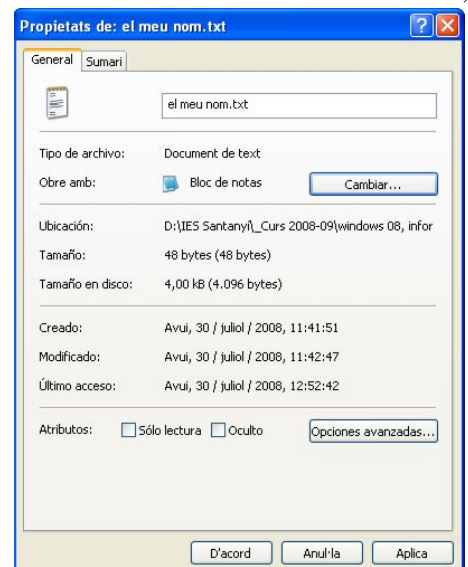 Propietats de: el meu nom.txt
General Sumari
el meu nom.txt
Tipo de archivo: Document de text
Obre amb: Bloc de notas Cambiar...
Ubicación: D:\IES Santanyí\_Curs 2008-09\windows 08, infor
Tamaño: 48 bytes (48 bytes)
Tamaño en disco: 4,00 kB (4.096 bytes)
Creado: Avui, 30 / juliol / 2008, 11:41:51
Modificado: Avui, 30 / juliol / 2008, 11:42:47
Último acceso: Avui, 30 / juliol / 2008, 12:52:42
Atributos: Sólo lectura Oculto Opciones avanzadas...
D'acord Anul·la Aplica